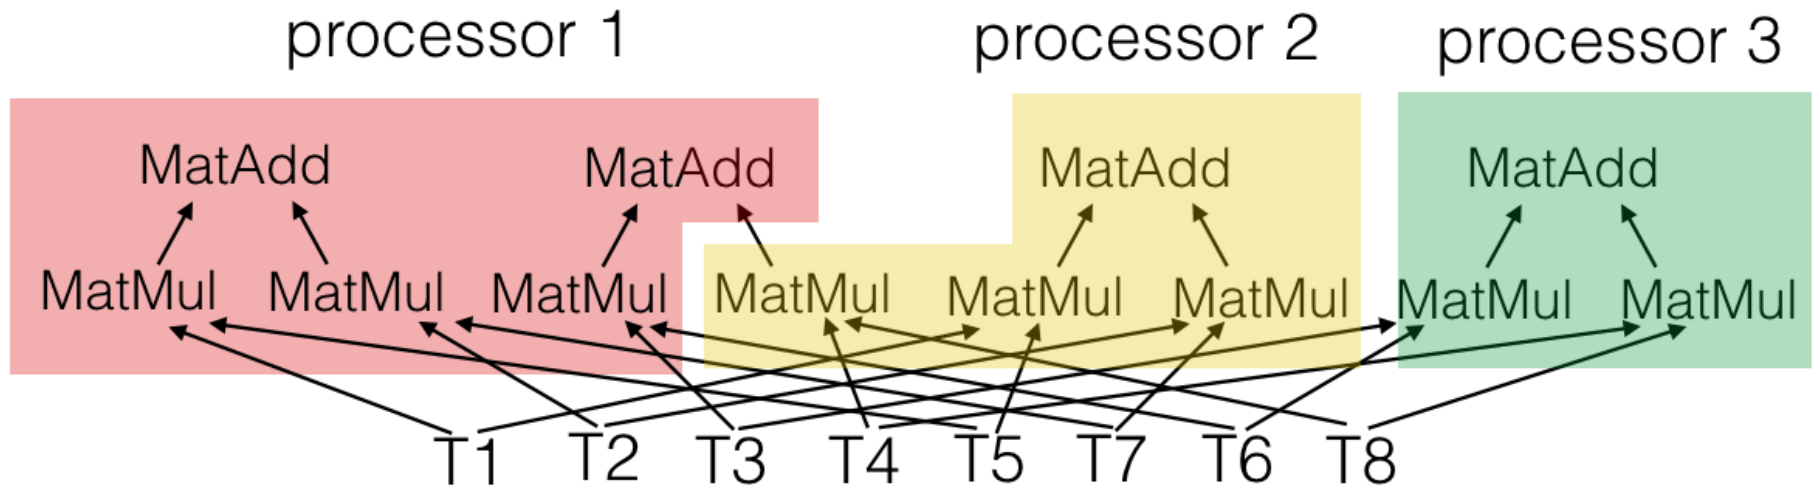 processor 1 processor 2 processor 3
MatAdd MatAdd MatAdd MatAdd
MatMul MatMul MatMul MatMul MatMul MatMul MatMul MatMul
T1 T2 T3 T4 T5 T7 T6 T8